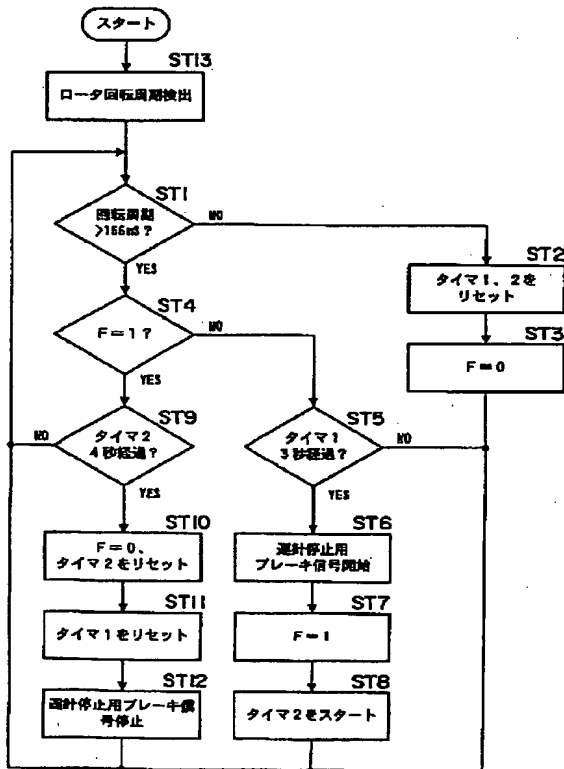 スタート
ST13
ロータ回転周期検出
ST1
回転周期
>156mS?
NO
YES
ST2
タイマ1、2を
リセット
ST3
F=0
ST4
F=1?
NO
YES
ST9
タイマ2
4秒経過?
NO
YES
ST5
タイマ1
3秒経過?
NO
YES
ST10
F=0、
タイマ2をリセット
ST6
運針停止用
ブレーキ信号開始
ST11
タイマ1をリセット
ST7
F=1
ST12
運針停止用ブレーキ信
号停止
ST8
タイマ2をスタート